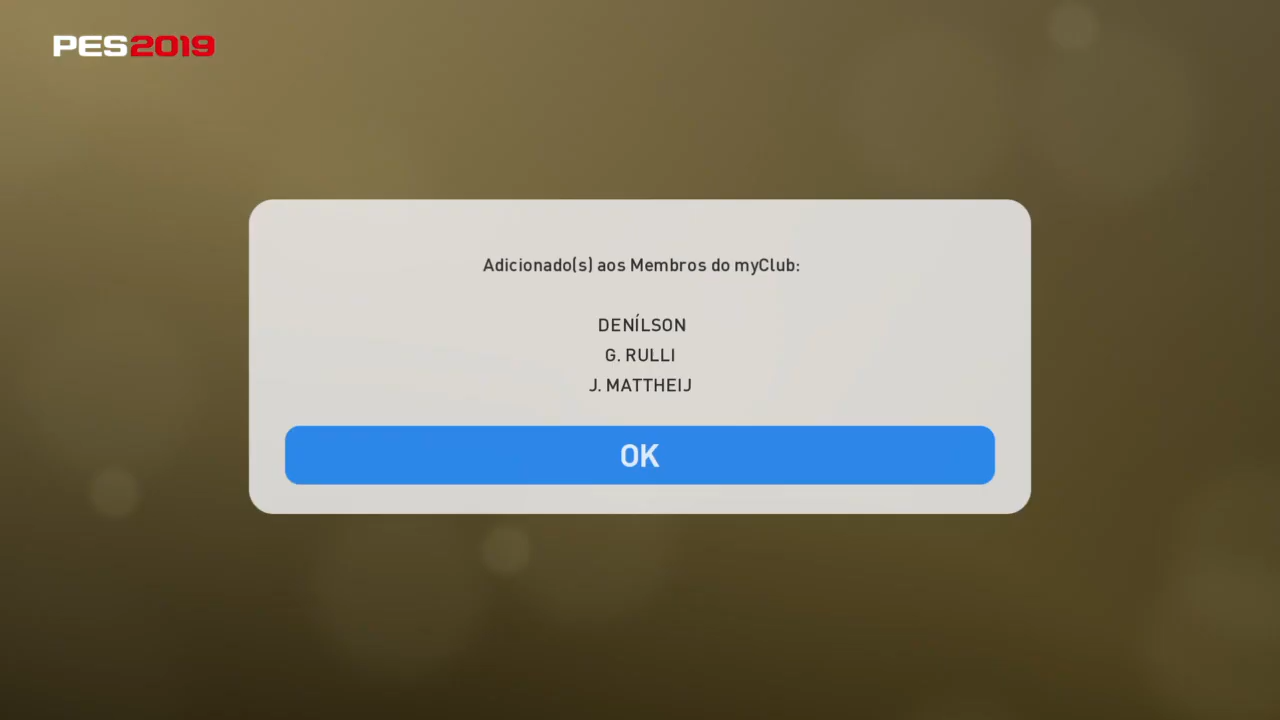 PES2019
Adicionado(s) aos Membros do myClub:
DENÍLSON
G. RULLI
J. MATTHEIJ
OK